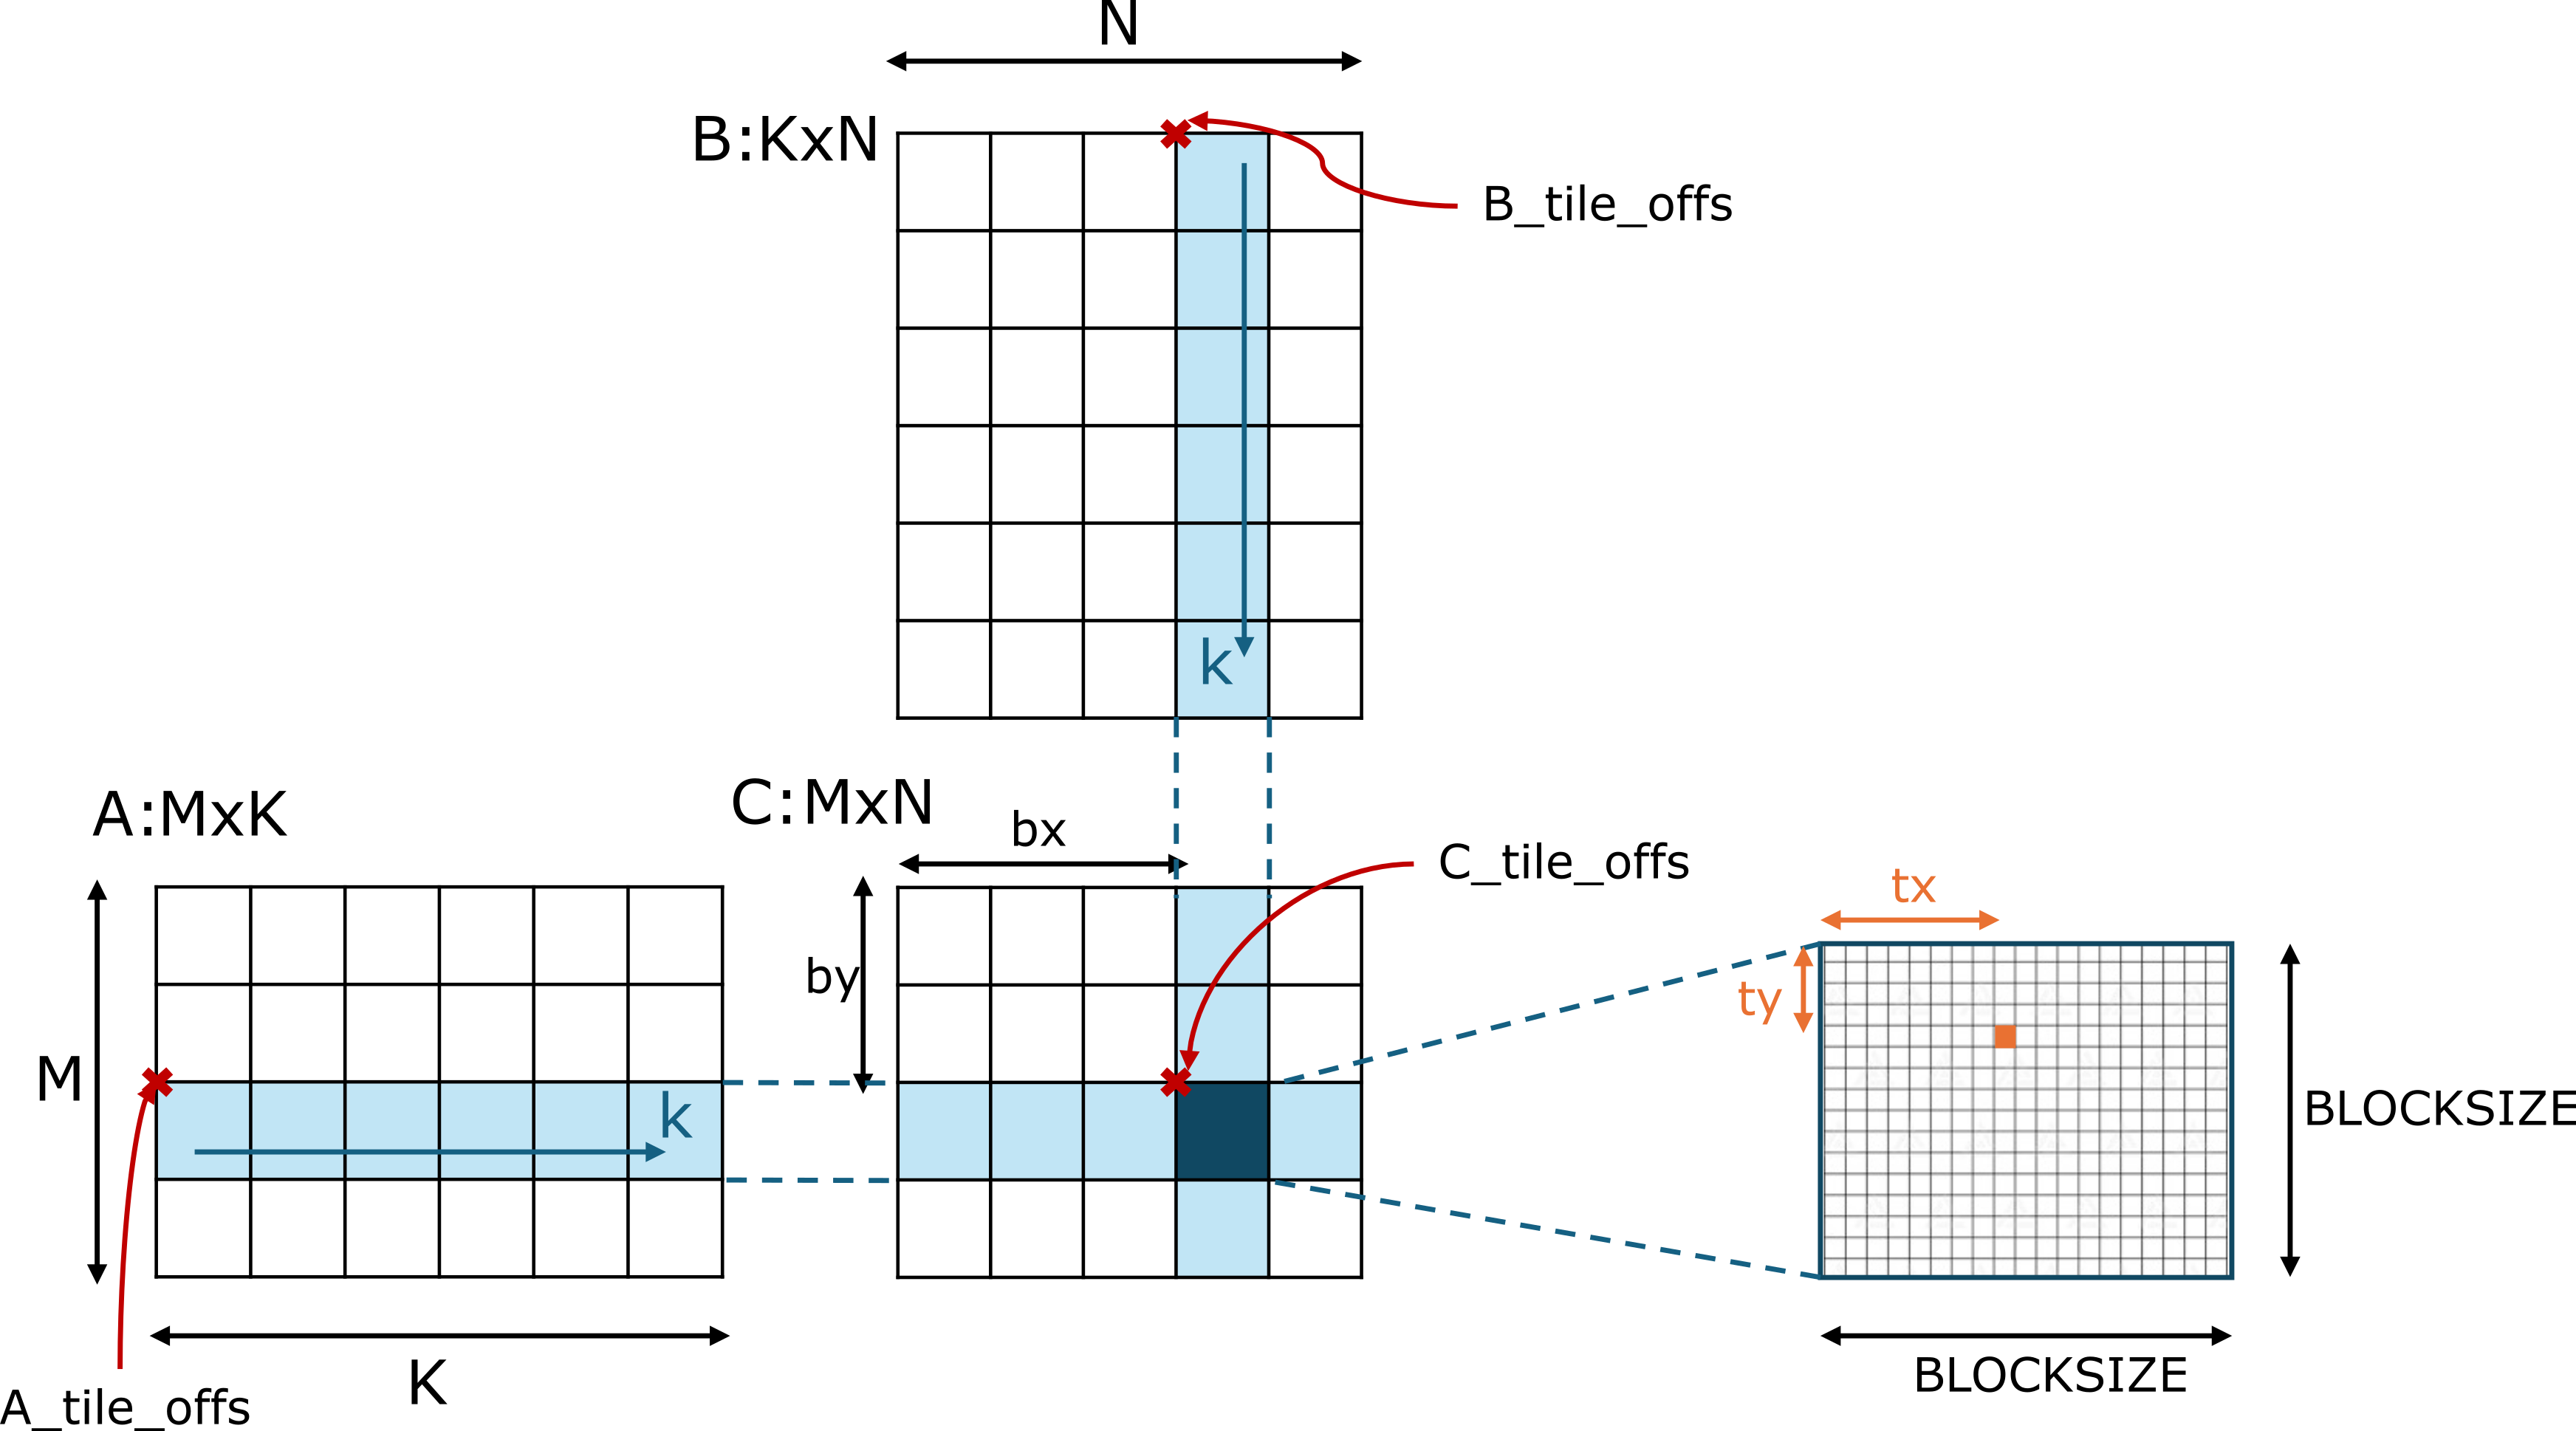 N
B:KxN
B_tile_offs
k
A:MxK
C:MxN
bx
C_tile_offs
tx
by
ty
M
k
BLOCKSIZE
K
BLOCKSIZE
A_tile_offs